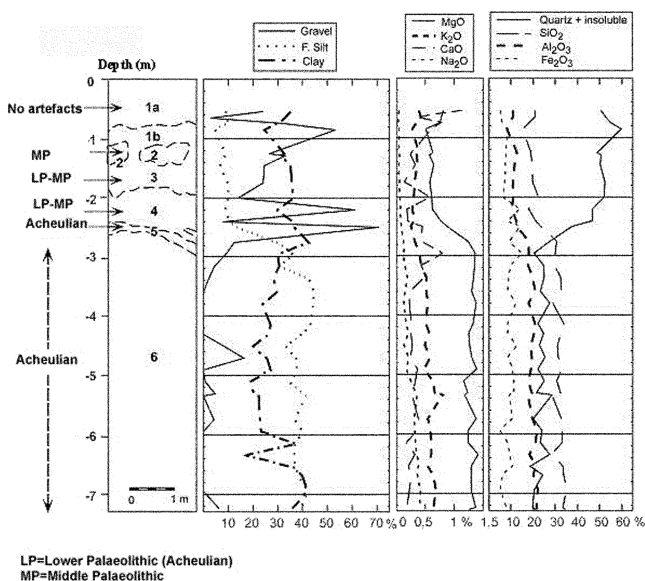 Depth (m)
Gravel
F. Silt
Clay
MgO
K2O
CaO
Na2O
Quartz + insoluble
SiO2
Al2O3
Fe2O3
0
No artefacts
1a
-1
1b
MP
2
2
LP-MP
3
-2
LP-MP
4
Acheulian
5
-3
-4
Acheulian
6
-5
-6
-7
0 1 m
10 20 30 40 50 60 70 %
0 0,5 1 % 1.5
10 20 40 50 60 %
LP=Lower Palaeolithic (Acheulian)
MP=Middle Palaeolithic